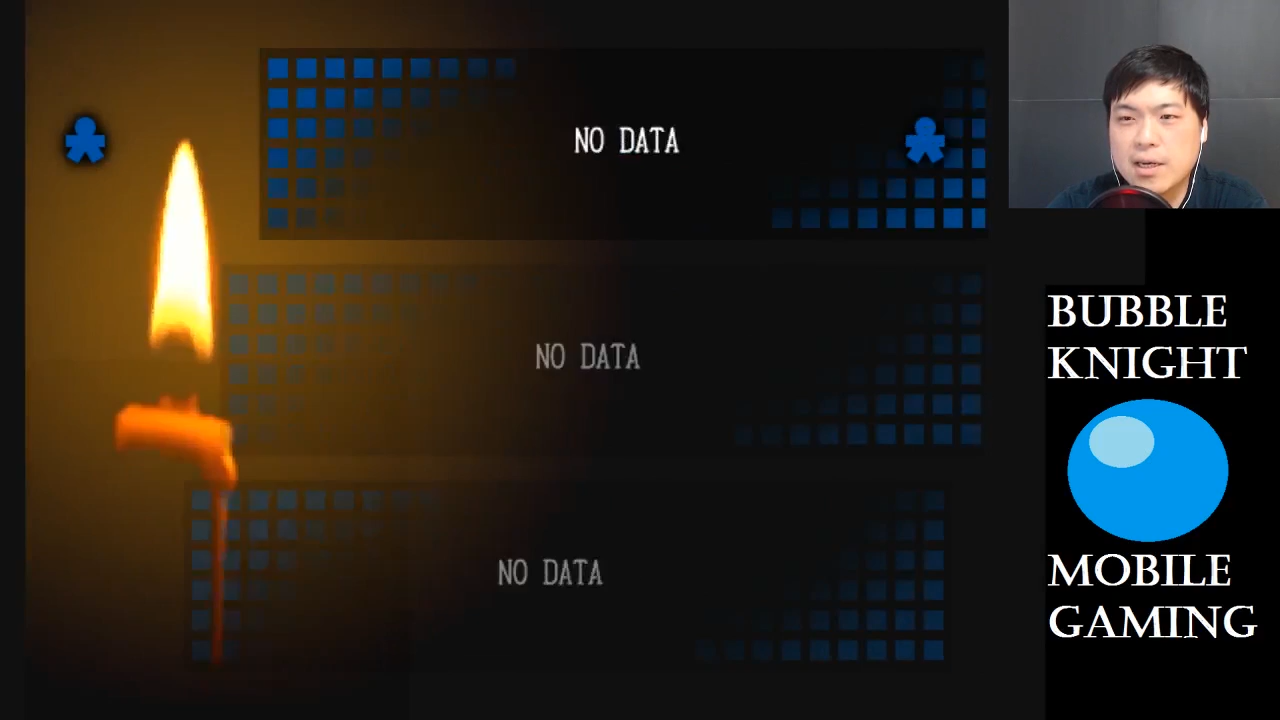 NO DATA
NO DATA
NO DATA
BUBBLE
KNIGHT
MOBILE
GAMING